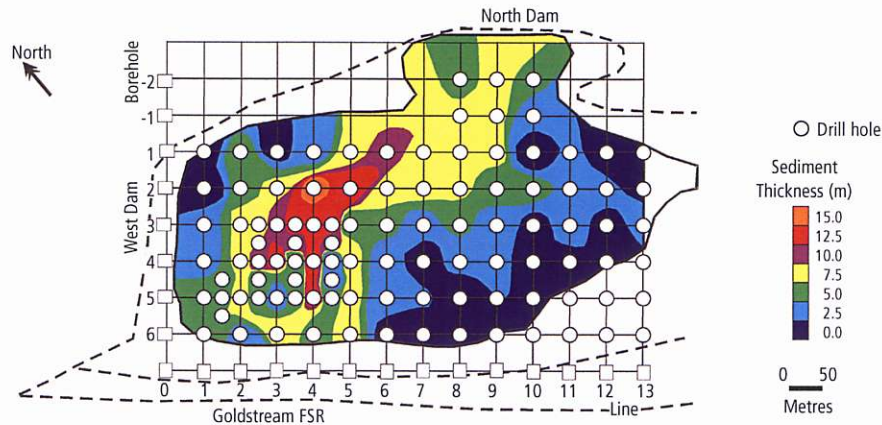 North Dam
North
Borehole
-2
-1
1
2
3
4
5
6
West Dam
0 1 2 3 4 5 6 7 8 9 10 11 12 13
Goldstream FSR
Line
Drill hole
Sediment
Thickness (m)
15.0
12.5
10.0
7.5
5.0
2.5
0.0
0 50
Metres